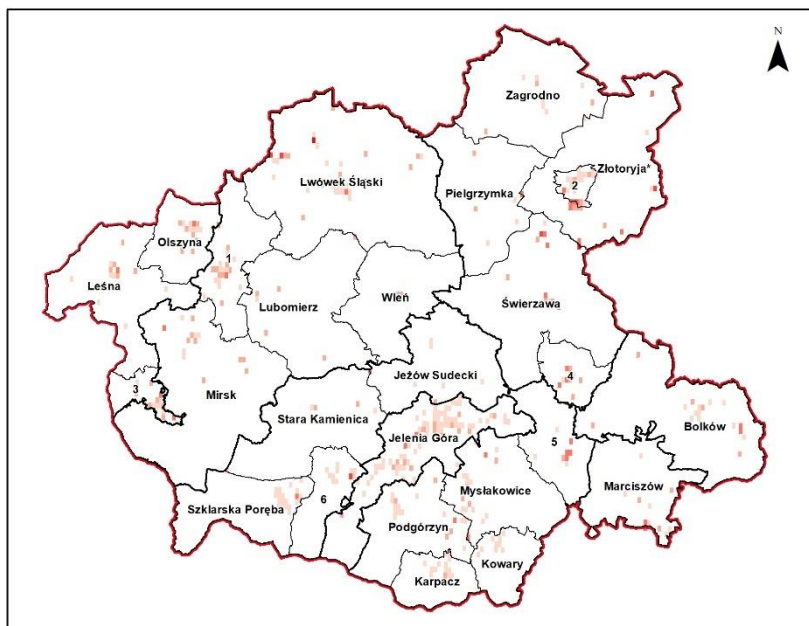 N
Zagrodno
Złotoryja*
2
Lwówek Śląski
Pielgrzymka
Olszyna
1
Leśna
Lubomierz
Wleń
Świerzawa
Jeżów Sudecki
4
3
Mirsk
Stara Kamienica
Bolków
Jelenia Góra
5
Marciszów
Mysłakowice
Szklarska Poręba
6
Podgórzyn
Kowary
Karpacz